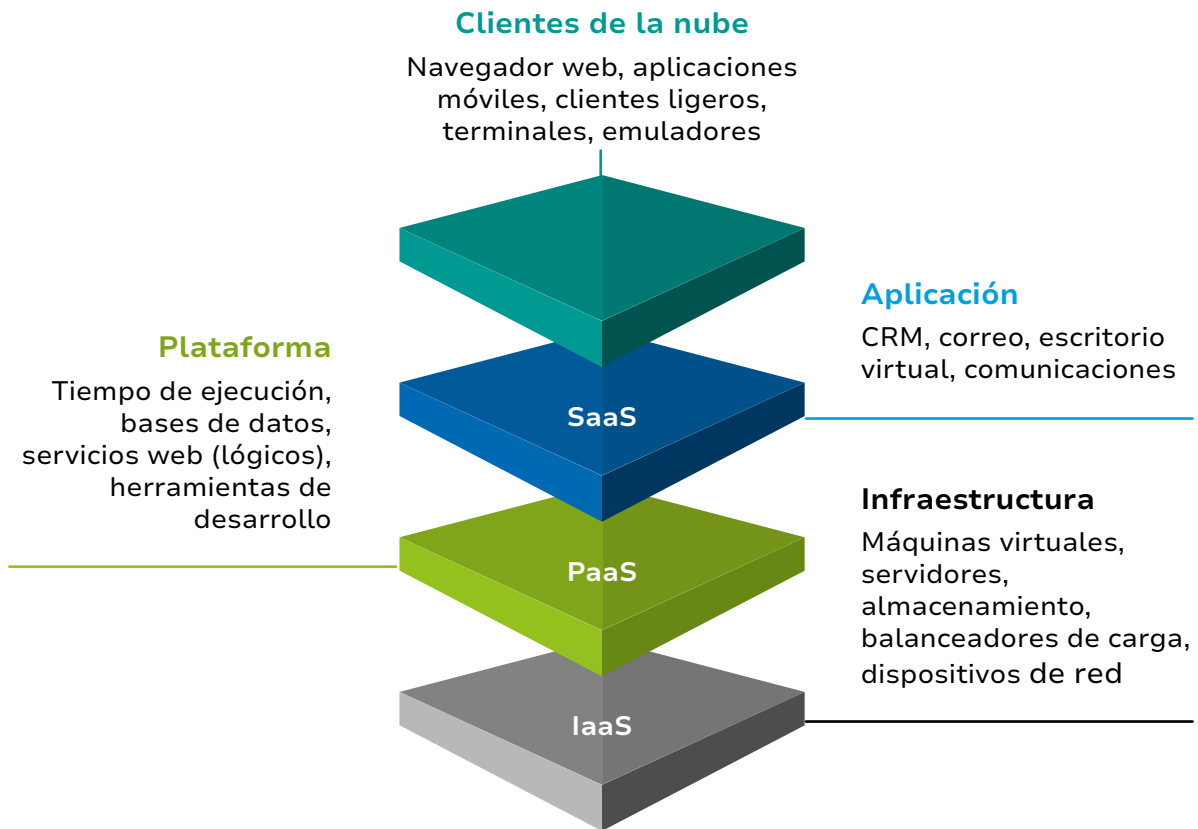 Clientes de la nube
Navegador web, aplicaciones
móviles, clientes ligeros,
terminales, emuladores
Aplicación
CRM, correo, escritorio
virtual, comunicaciones
Plataforma
Tiempo de ejecución,
bases de datos,
servicios web (lógicos),
herramientas de
desarrollo
SaaS
Infraestructura
Máquinas virtuales,
servidores,
almacenamiento,
balanceadores de carga,
dispositivos de red
PaaS
IaaS